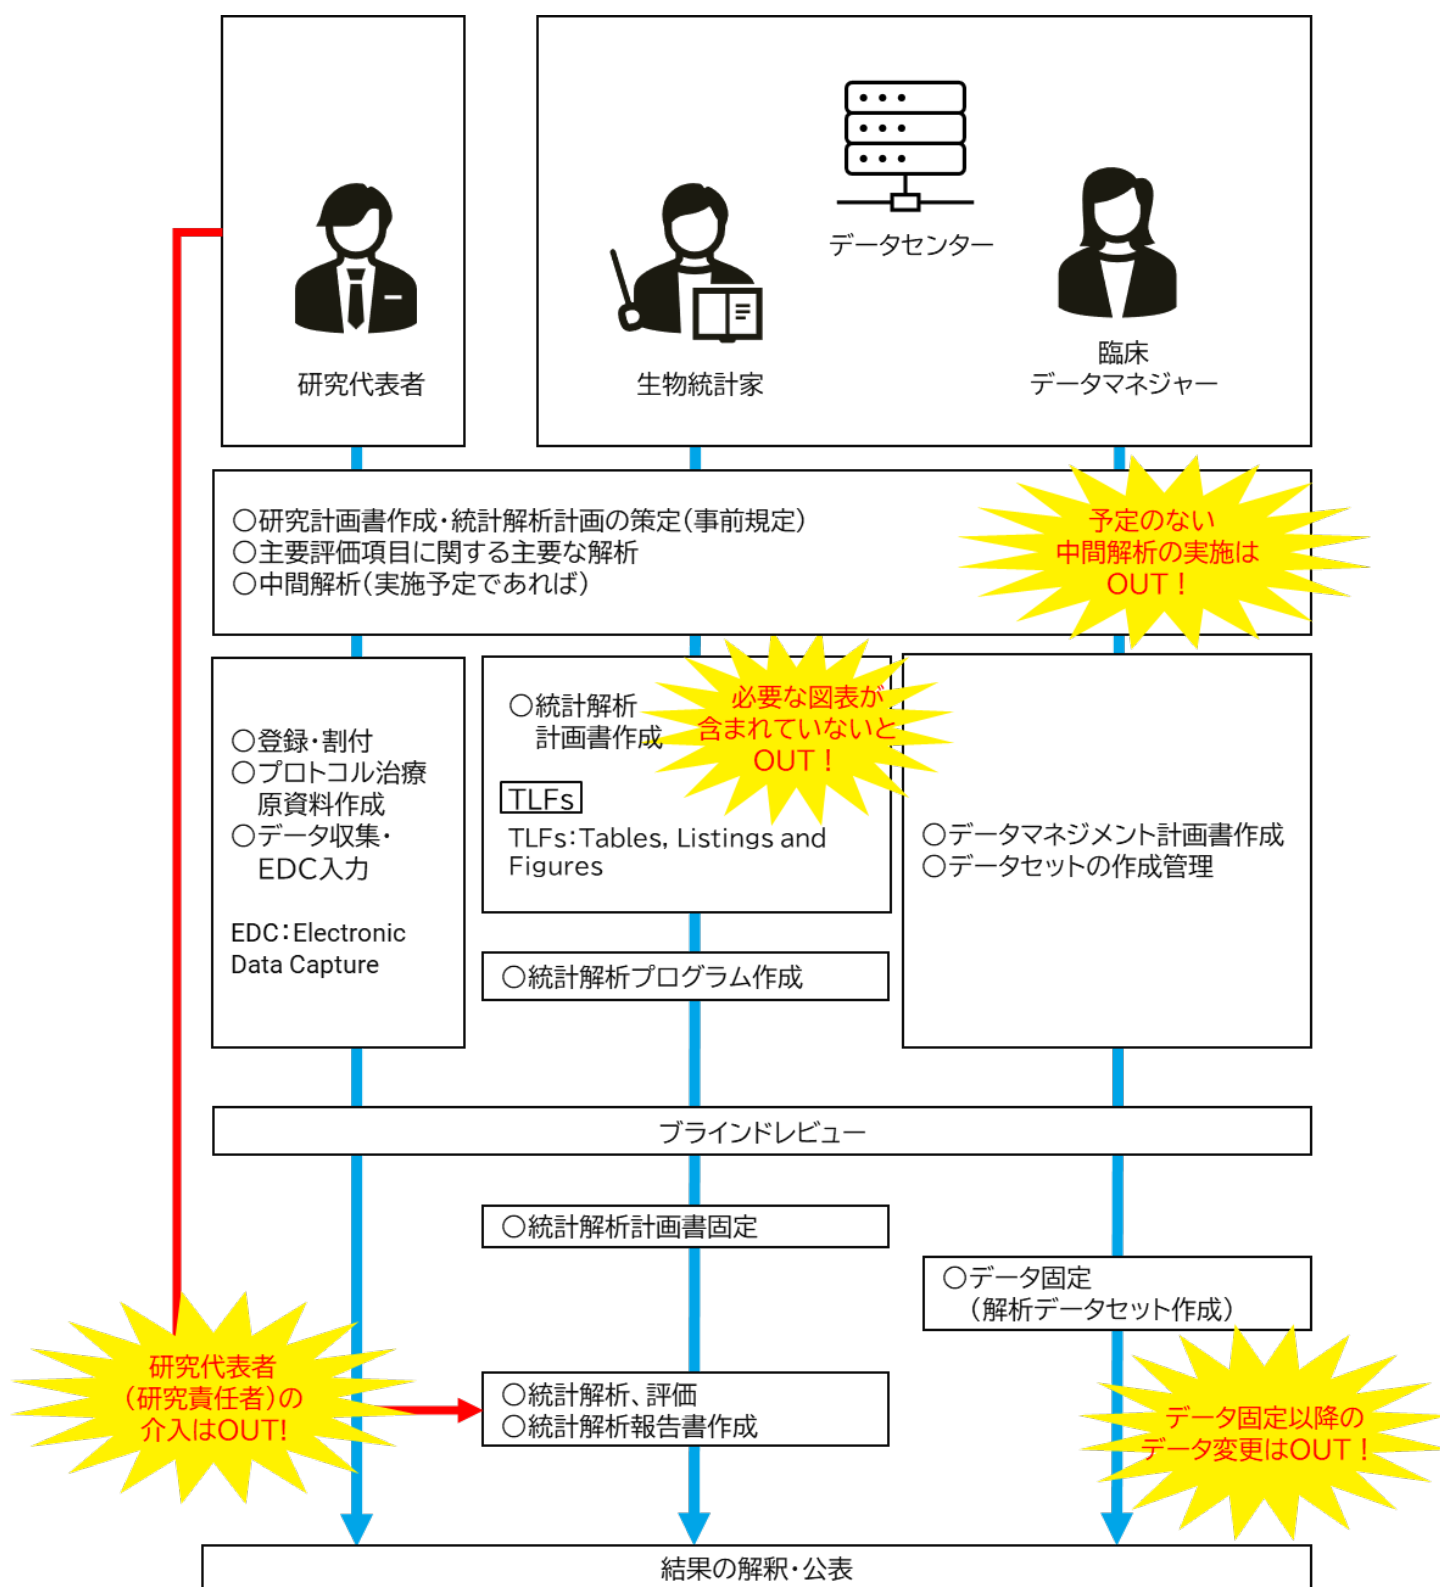 データセンター
研究代表者
生物統計家
臨床
データマネジャー
〇研究計画書作成・統計解析計画の策定(事前規定)
〇主要評価項目に関する主要な解析
〇中間解析(実施予定であれば)
予定のない
中間解析の実施は
OUT!
〇登録・割付
〇プロトコル治療
原資料作成
〇データ収集・
EDC入力
EDC:Electronic
Data Capture
〇統計解析
計画書作成
必要な図表が
含まれていないと
OUT!
TLFs
TLFs:Tables, Listings and
Figures
〇データマネジメント計画書作成
〇データセットの作成管理
〇統計解析プログラム作成
ブラインドレビュー
〇統計解析計画書固定
〇データ固定
(解析データセット作成)
研究代表者
(研究責任者)の
介入はOUT!
〇統計解析、評価
〇統計解析報告書作成
データ固定以降の
データ変更はOUT!
結果の解釈・公表